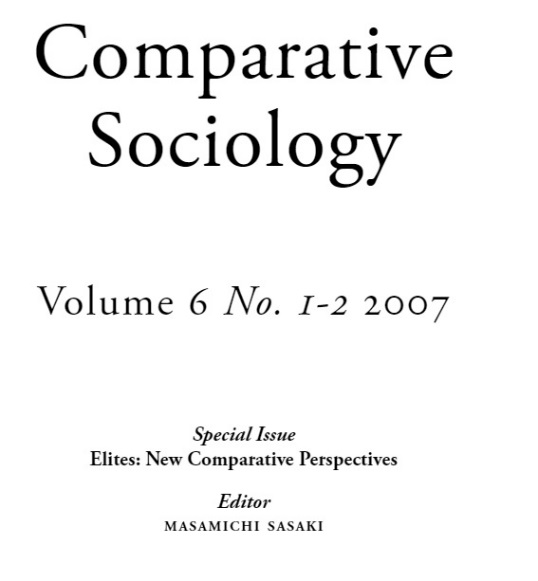 Comparative
Sociology
Volume 6 No. 1-2 2007
Special Issue
Elites: New Comparative Perspectives
Editor
MASAMICHI SASAKI